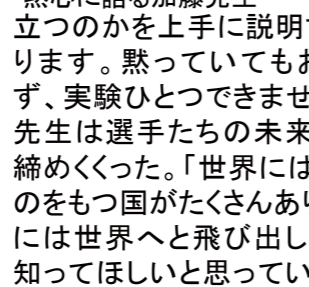 熱心に語る加藤先生
立つのかを上手に説明
ります。黙っていても
ず、実験ひとつできませ
先生は選手たちの未来
締めくくった。「世界には
のをもつ国がたくさんあ
には世界へと飛び出し
知ってほしいと思ってい